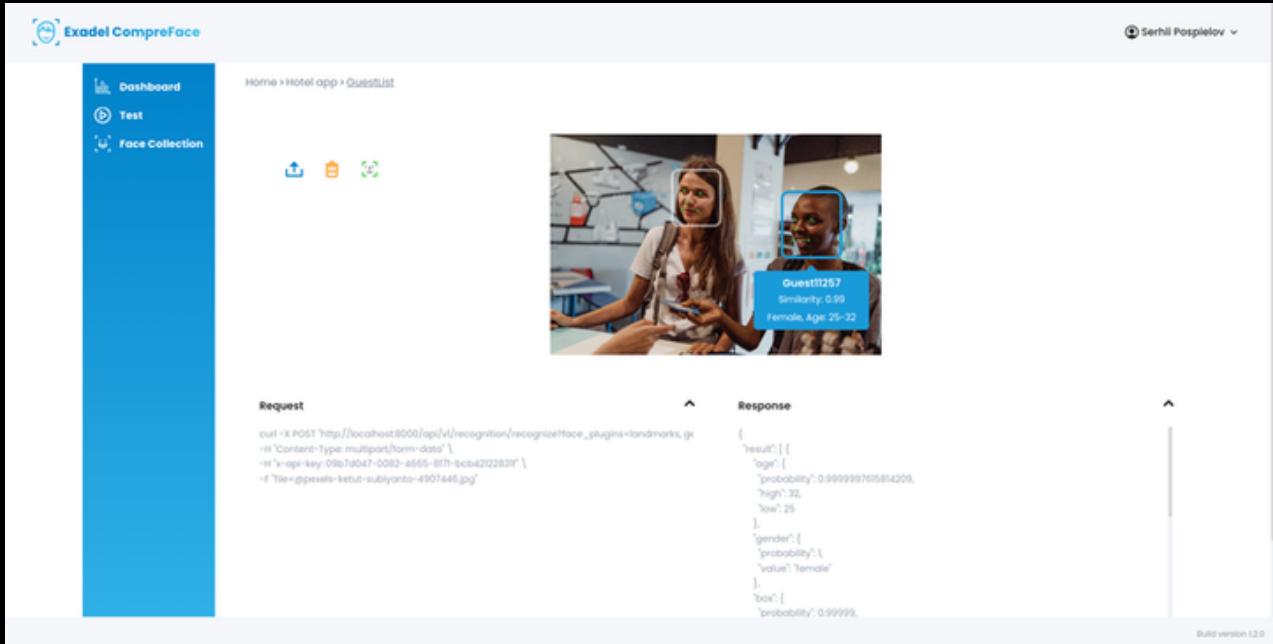 Exadel CompreFace
Serhii Pospielov
Dashboard
Test
Face Collection
Home > Hotel app > GuestList
Guest11257
Similarity: 0.99
Female, Age: 25-32
Request
curl -X POST "http://localhost:8000/api/v1/recognition/recognize?face_plugins=landmarks, ge
-H "Content-Type: multipart/form-data" \
-H "x-api-key: 09b7d047-0082-4665-8171-bcb42122831f" \
-F "file=@pexels-ketut-subiyanto-4907446.jpg"
Response
{
"result": [ {
"age": {
"probability": 0.9999997615814209,
"high": 32,
"low": 25
},
"gender": {
"probability": 1,
"value": "female"
},
"box": {
"probability": 0.99999,
Build version 1.2.0